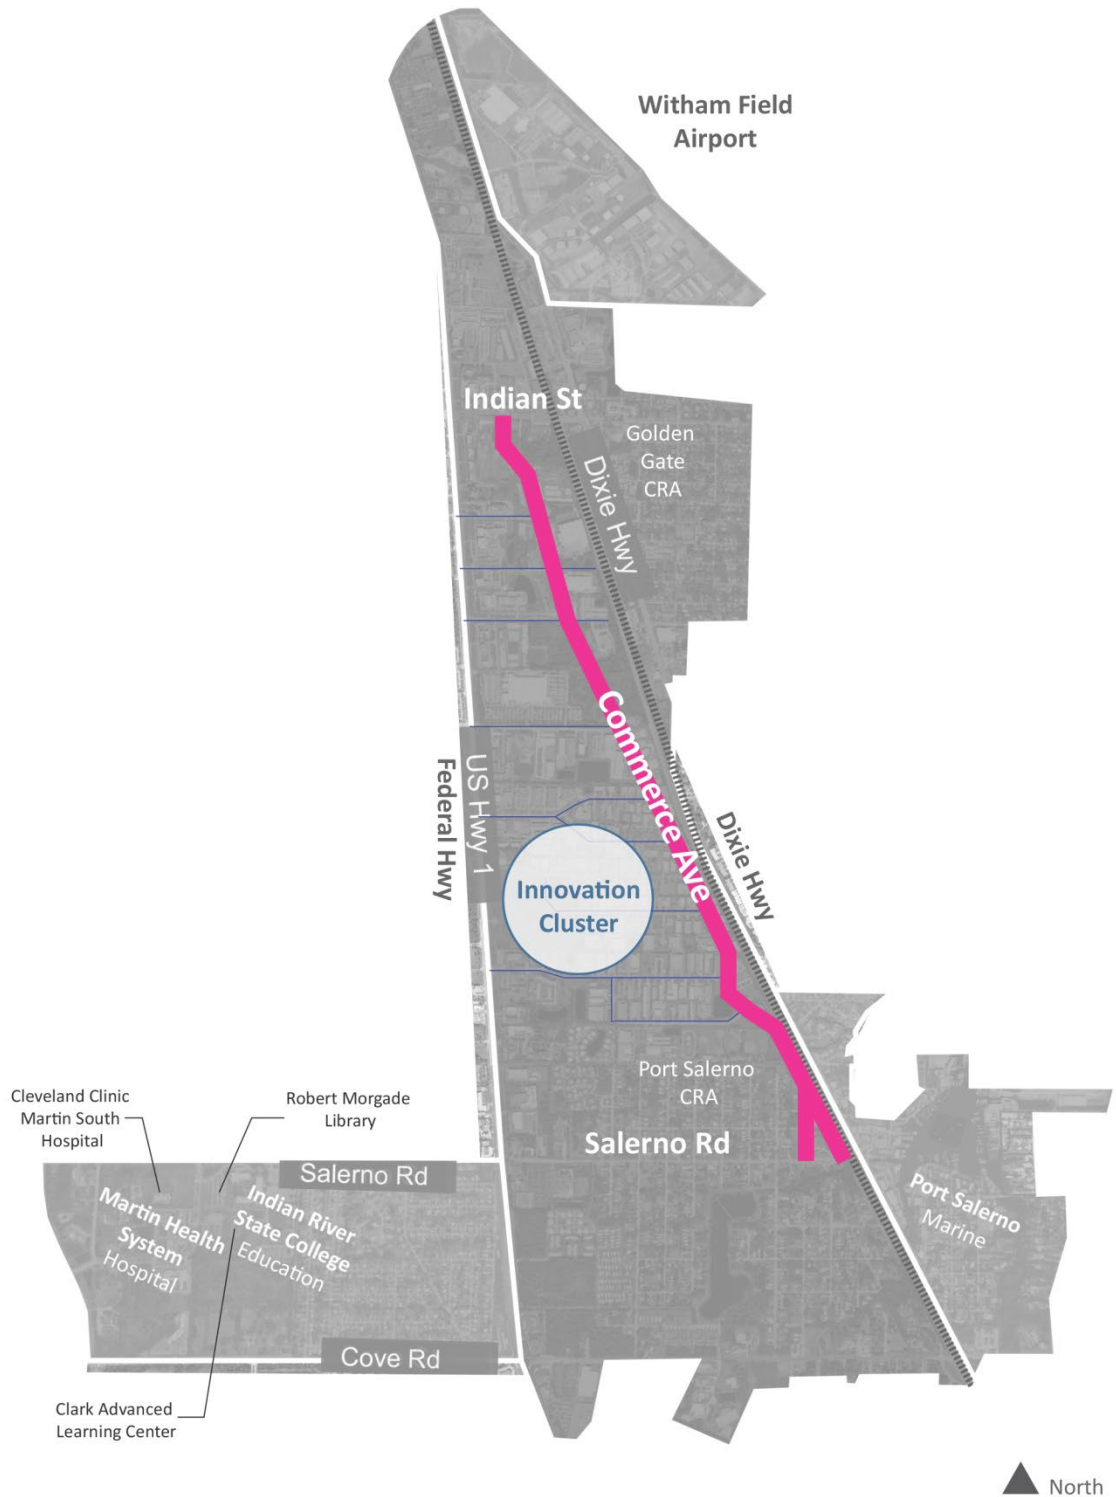 Witham Field
Airport
Indian St
Golden
Gate
CRA
Dixie Hwy
Commerce Ave
US Hwy 1
Federal Hwy
Dixie Hwy
Innovation
Cluster
Port Salerno
CRA
Salerno Rd
Cleveland Clinic
Martin South
Hospital
Robert Morgade
Library
Salerno Rd
Martin Health
System
Hospital
Indian River
State College
Education
Port Salerno
Marine
Cove Rd
Clark Advanced
Learning Center
North